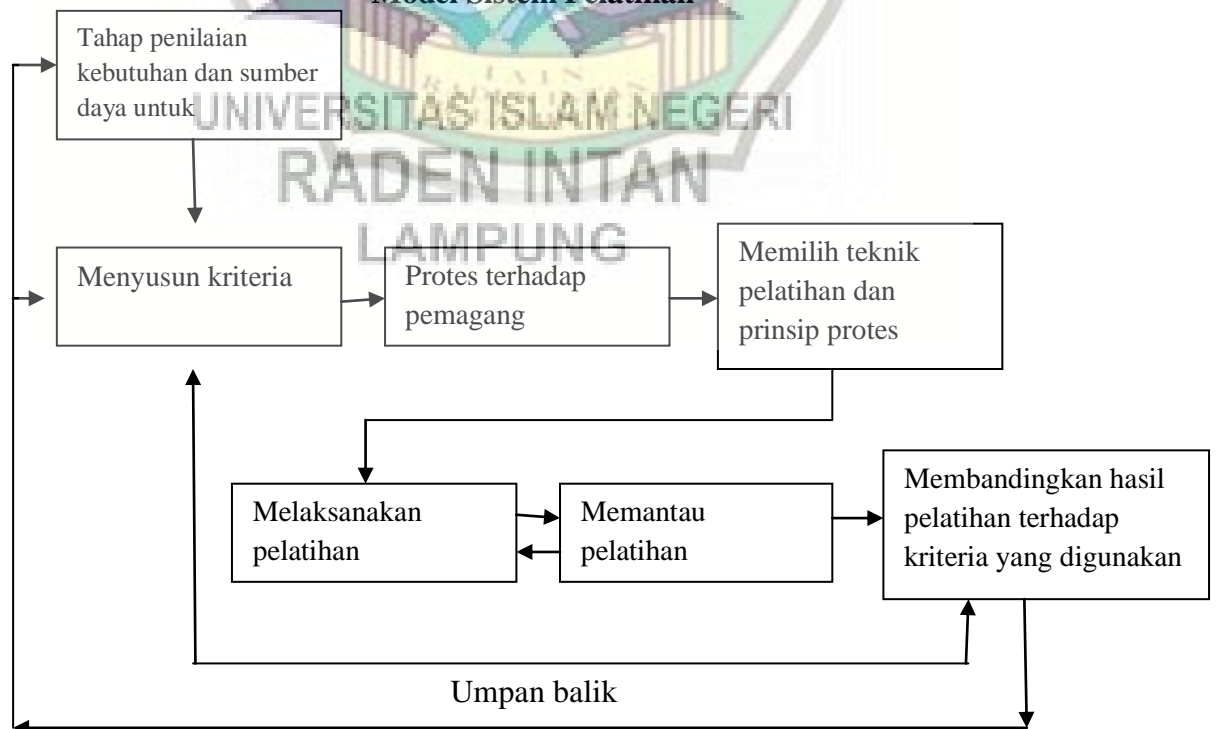 Model Sistem Pelatihan
Tahap penilaian
kebutuhan dan sumber
daya untuk
UNIVERSITAS ISLAM NEGERI
RADEN INTAN
LAMPUNG
Menyusun kriteria
Protes terhadap
pemagang
Memilih teknik
pelatihan dan
prinsip protes
Melaksanakan
pelatihan
Memantau
pelatihan
Membandingkan hasil
pelatihan terhadap
kriteria yang digunakan
Umpan balik